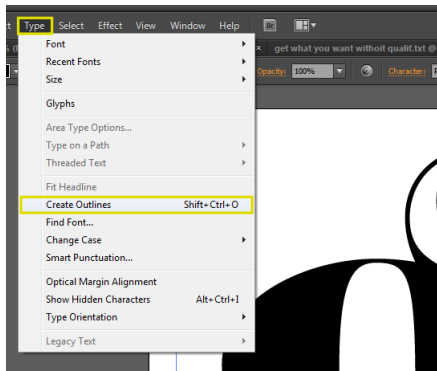 Type Select Effect View Window Help Br
get what you want withoit qualif.txt @
Opacity: 100% Character:
Font
Recent Fonts
Size
Glyphs
Area Type Options...
Type on a Path
Threaded Text
Fit Headline
Create Outlines Shift+Ctrl+O
Find Font...
Change Case
Smart Punctuation...
Optical Margin Alignment
Show Hidden Characters Alt+Ctrl+I
Type Orientation
Legacy Text